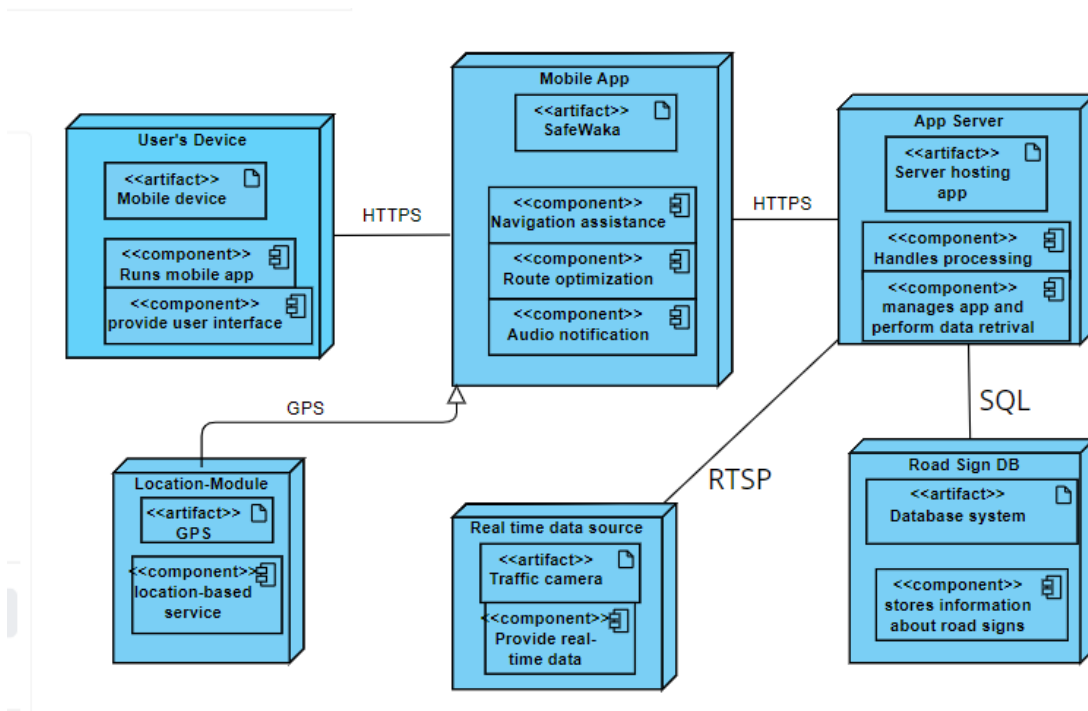 Mobile App
<<artifact>>
SafeWaka
<<component>>
Navigation assistance
<<component>>
Route optimization
<<component>>
Audio notification
User's Device
<<artifact>>
Mobile device
<<component>>
Runs mobile app
<<component>>
provide user interface
HTTPS
HTTPS
App Server
<<artifact>>
Server hosting
app
<<component>>
Handles processing
<<component>>
manages app and
perform data retrival
GPS
RTSP
SQL
Location-Module
<<artifact>>
GPS
<<component>>
location-based
service
Real time data source
<<artifact>>
Traffic camera
<<component>>
Provide real-
time data
Road Sign DB
<<artifact>>
Database system
<<component>>
stores information
about road signs